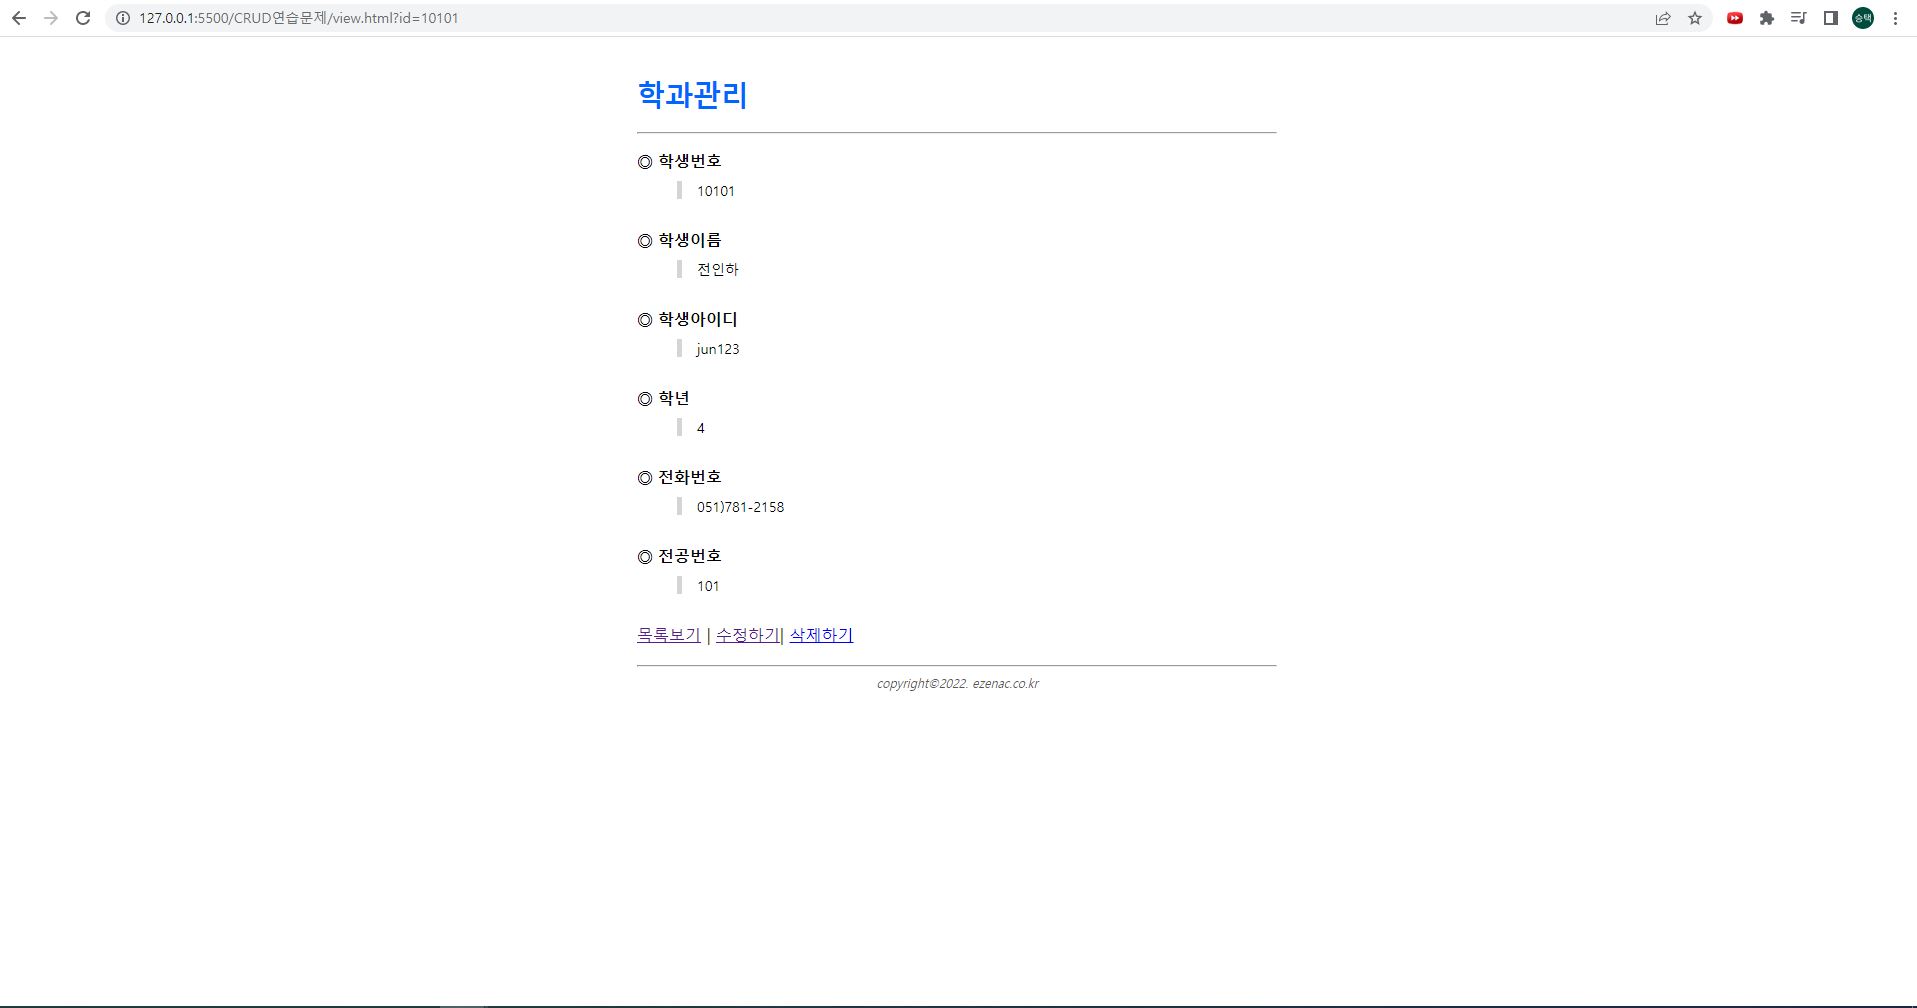 127.0.0.1:5500/CRUD연습문제/view.html?id=10101
승택
학과관리
◎ 학생번호
10101
◎ 학생이름
전인하
◎ 학생아이디
jun123
◎ 학년
4
◎ 전화번호
051)781-2158
◎ 전공번호
101
목록보기 | 수정하기| 삭제하기
copyright©2022. ezenac.co.kr